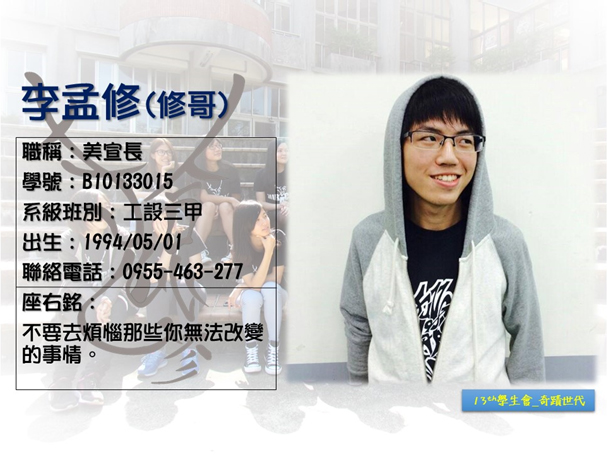 李孟修(修哥)
職稱：美宣長
學號：B10133015
系級班別：工設三甲
出生：1994/05/01
聯絡電話：0955-463-277
座右銘：
不要去煩惱那些你無法改變
的事情。
13th學生會_奇蹟世代